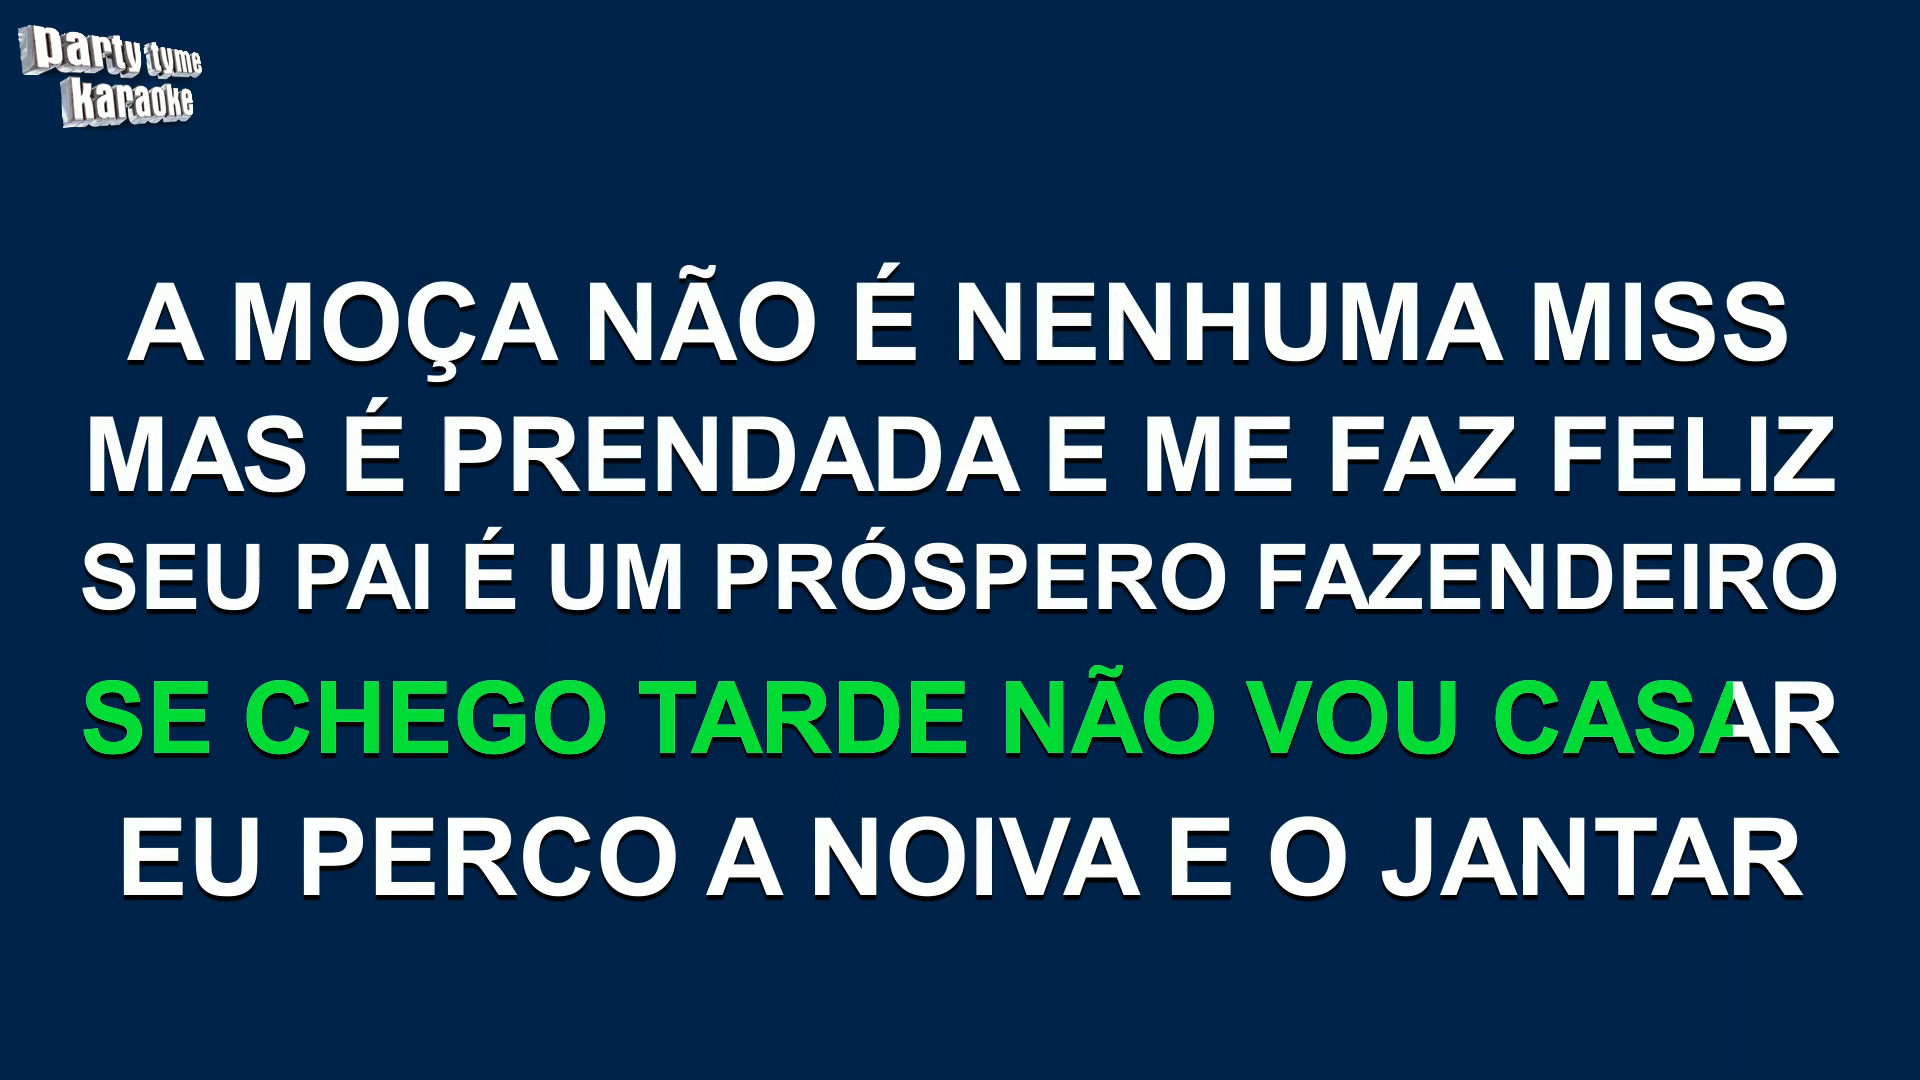 party tyme
karaoke
A MOÇA NÃO É NENHUMA MISS
MAS É PRENDADA E ME FAZ FELIZ
SEU PAI É UM PRÓSPERO FAZENDEIRO
SE CHEGO TARDE NÃO VOU CASAR
EU PERCO A NOIVA E O JANTAR